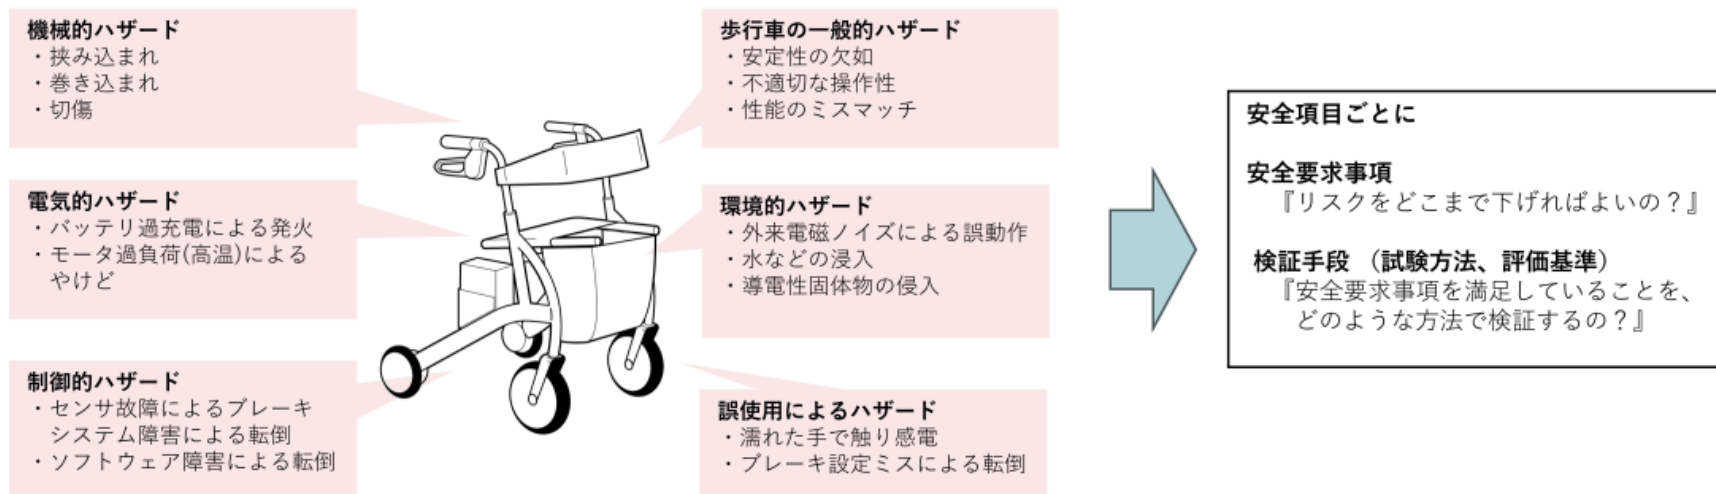 機械的ハザード
・挟み込まれ
・巻き込まれ
・切傷
電気的ハザード
・バッテリ過充電による発火
・モータ過負荷(高温)による
やけど
制御的ハザード
・センサ故障によるブレーキ
システム障害による転倒
・ソフトウェア障害による転倒
歩行車の一般的ハザード
・安定性の欠如
・不適切な操作性
・性能のミスマッチ
環境的ハザード
・外来電磁ノイズによる誤動作
・水などの浸入
・導電性固体物の侵入
誤使用によるハザード
・濡れた手で触り感電
・ブレーキ設定ミスによる転倒
安全項目ごとに
安全要求事項
『リスクをどこまで下げればよいの？』
検証手段 （試験方法、評価基準）
『安全要求事項を満足していることを、
どのような方法で検証するの？』